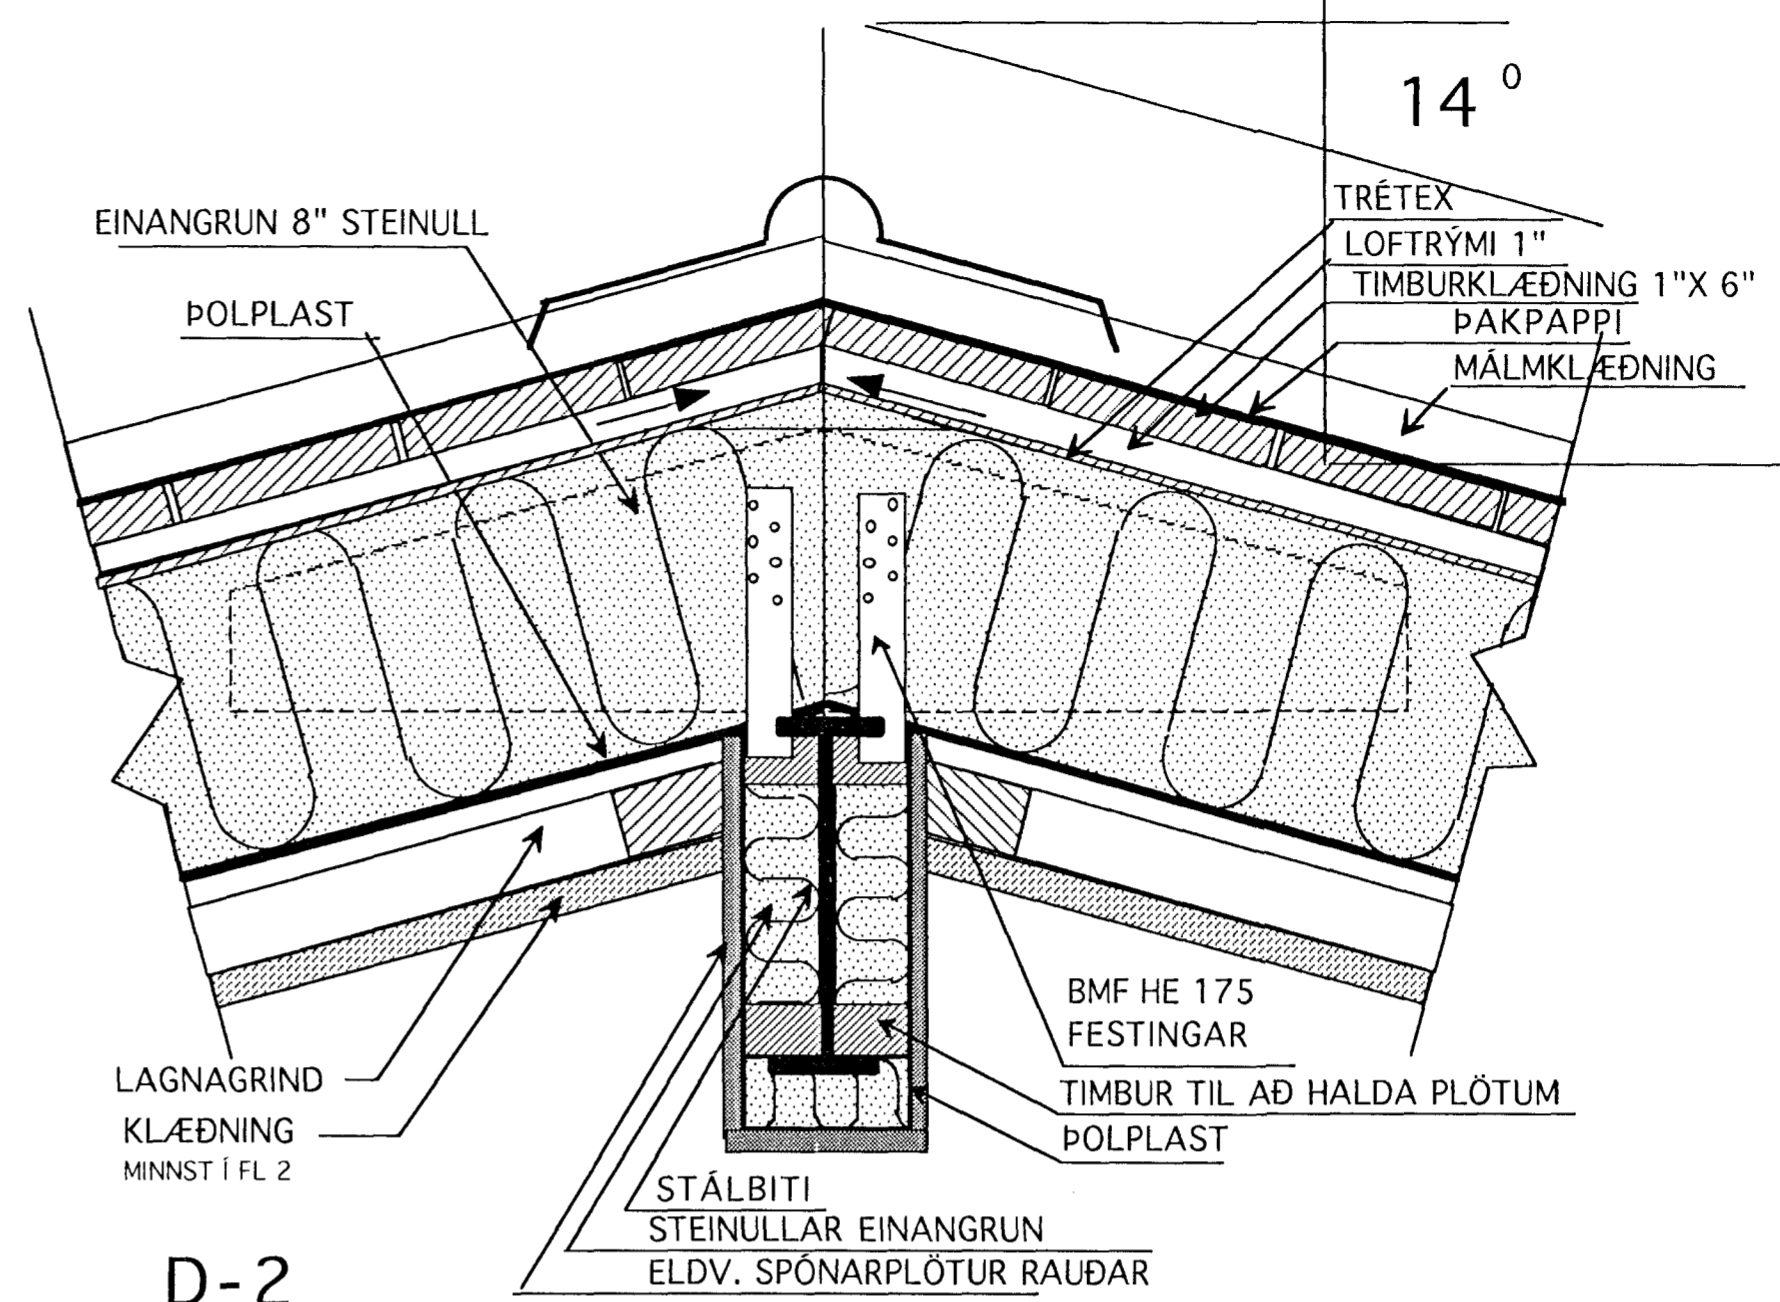 14 °
EINANGRUN 8" STEINULL
ÞOLPLAST
TRÉTEX
LOFTRÝMI 1"
TIMBURKLÆÐNING 1"X 6"
ÞAKPAPPI
MÁLMKLÆÐNING
LAGNAGRIND
KLÆÐNING
MINNST Í FL 2
BMF HE 175
FESTINGAR
TIMBUR TIL AÐ HALDA PLÖTUM
ÞOLPLAST
STÁLBITI
STEINULLAR EINANGRUN
ELDV. SPÓNARPLÖTUR RAUÐAR
D-2